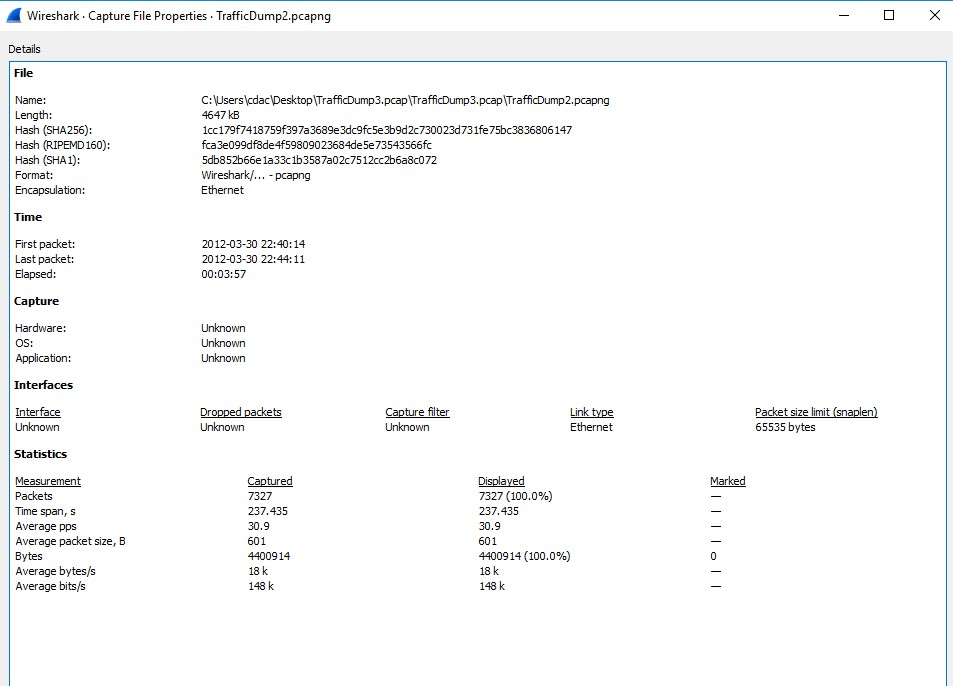 Wireshark · Capture File Properties · TrafficDump2.pcapng
Details
File
Name: C:\Users\cdac\Desktop\TrafficDump3.pcap\TrafficDump3.pcap\TrafficDump2.pcapng
Length: 4647 kB
Hash (SHA256): 1cc179f7418759f397a3689e3dc9fc5e3b9d2c730023d731fe75bc3836806147
Hash (RIPEMD160): fca3e099df8de4f59809023684de5e73543566fc
Hash (SHA1): 5db852b66e1a33c1b3587a02c7512cc2b6a8c072
Format: Wireshark/... - pcapng
Encapsulation: Ethernet
Time
First packet: 2012-03-30 22:40:14
Last packet: 2012-03-30 22:44:11
Elapsed: 00:03:57
Capture
Hardware: Unknown
OS: Unknown
Application: Unknown
Interfaces
Interface Dropped packets Capture filter Link type Packet size limit (snaplen)
Unknown Unknown Unknown Ethernet 65535 bytes
Statistics
Measurement Captured Displayed Marked
Packets 7327 7327 (100.0%) —
Time span, s 237.435 237.435 —
Average pps 30.9 30.9 —
Average packet size, B 601 601 —
Bytes 4400914 4400914 (100.0%) 0
Average bytes/s 18 k 18 k —
Average bits/s 148 k 148 k —